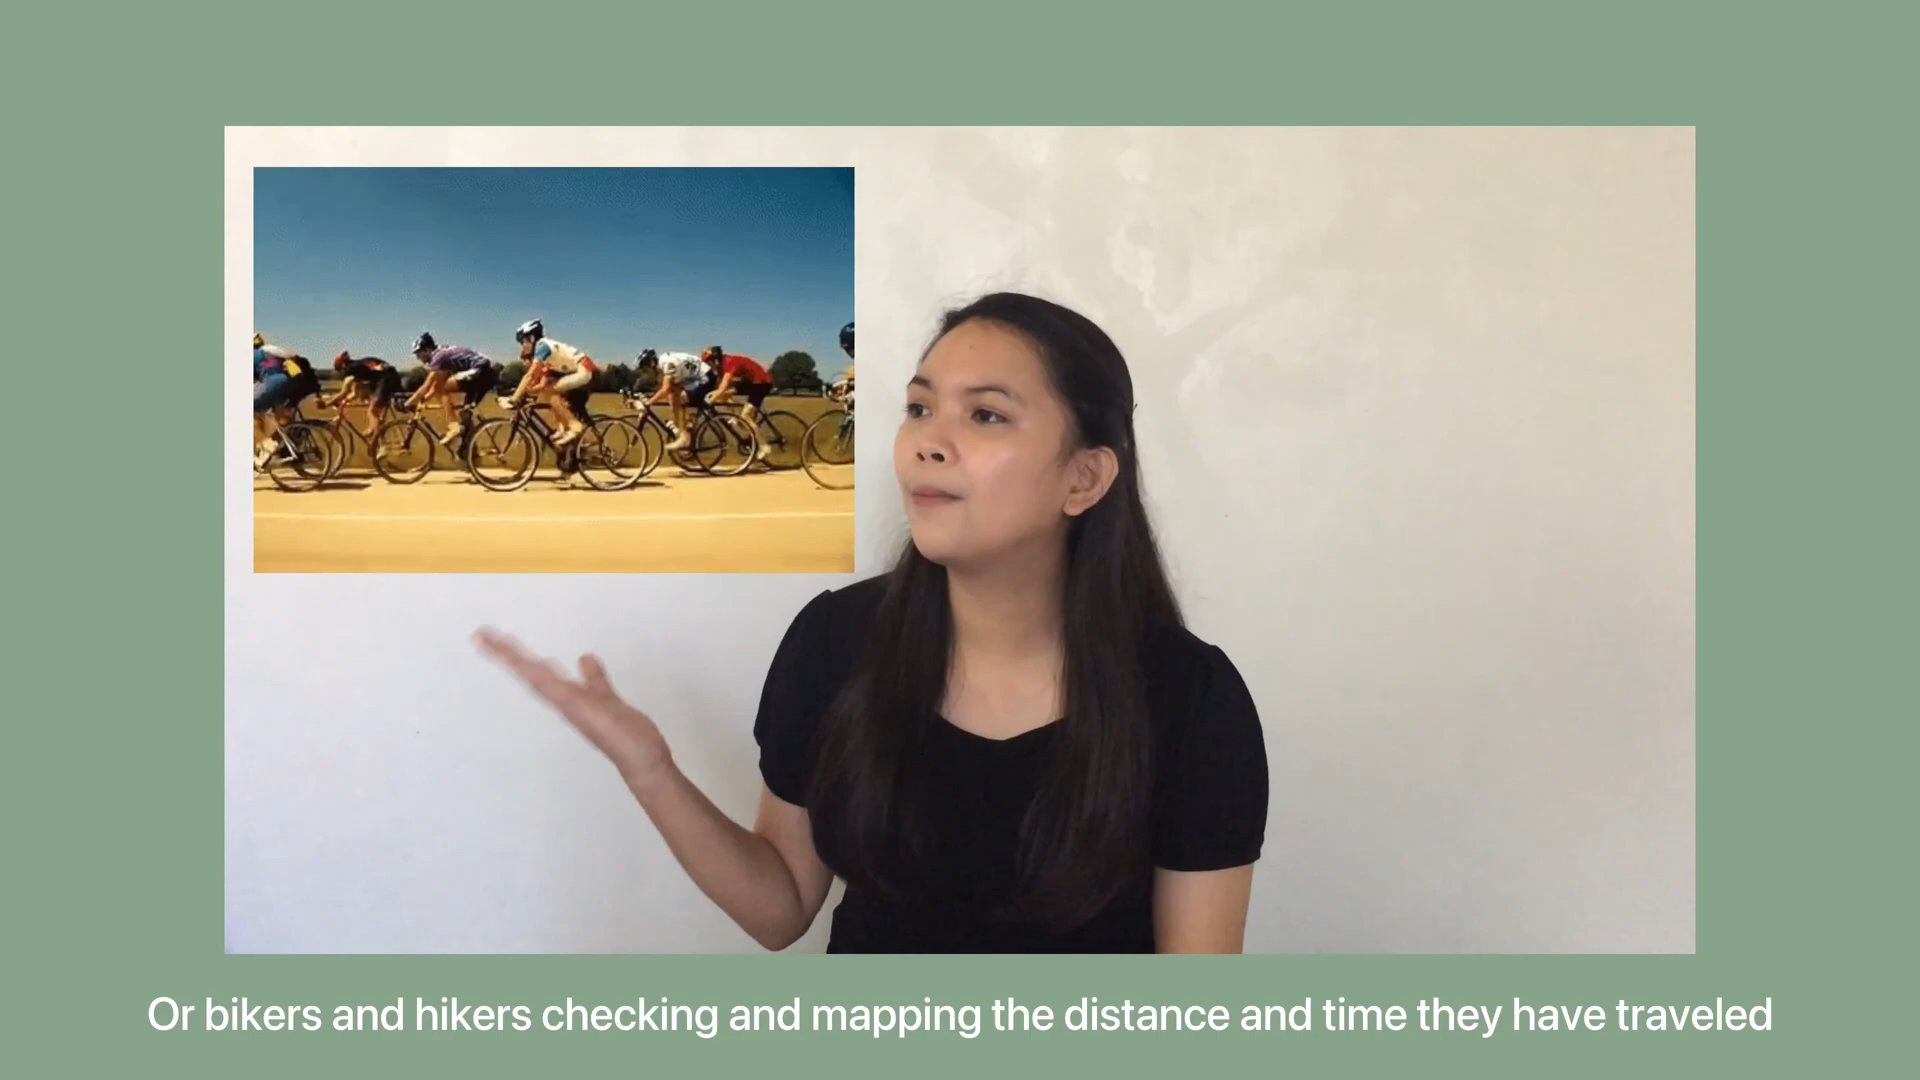 Or bikers and hikers checking and mapping the distance and time they have traveled